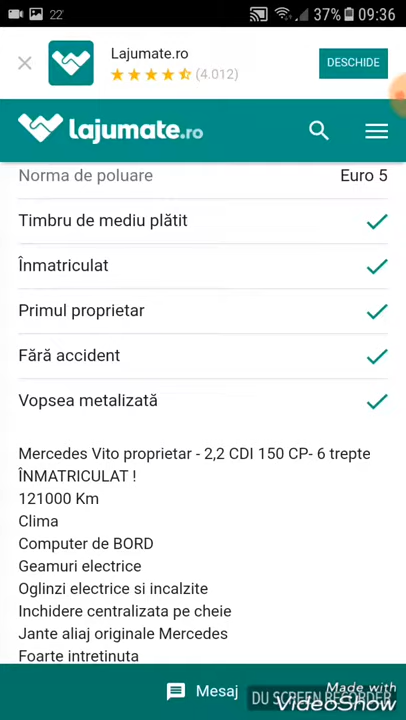 22'
37% 09:36
Lajumate.ro
(4.012)
DESCHIDE
lajumate.ro
Norma de poluare Euro 5
Timbru de mediu plătit
Înmatriculat
Primul proprietar
Fără accident
Vopsea metalizată
Mercedes Vito proprietar - 2,2 CDI 150 CP- 6 trepte
ÎNMATRICULAT !
121000 Km
Clima
Computer de BORD
Geamuri electrice
Oglinzi electrice si incalzite
Inchidere centralizata pe cheie
Jante aliaj originale Mercedes
Foarte intretinuta
Mesaj
DU SCREEN RECORDER
Made with
VideoShow